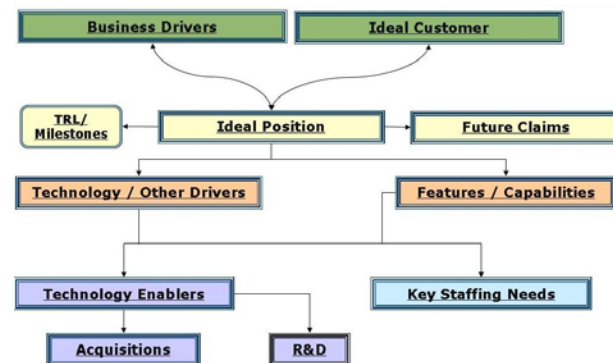 Business Drivers
Ideal Customer
TRL/
Milestones
Ideal Position
Future Claims
Technology / Other Drivers
Features / Capabilities
Technology Enablers
Key Staffing Needs
Acquisitions
R&D